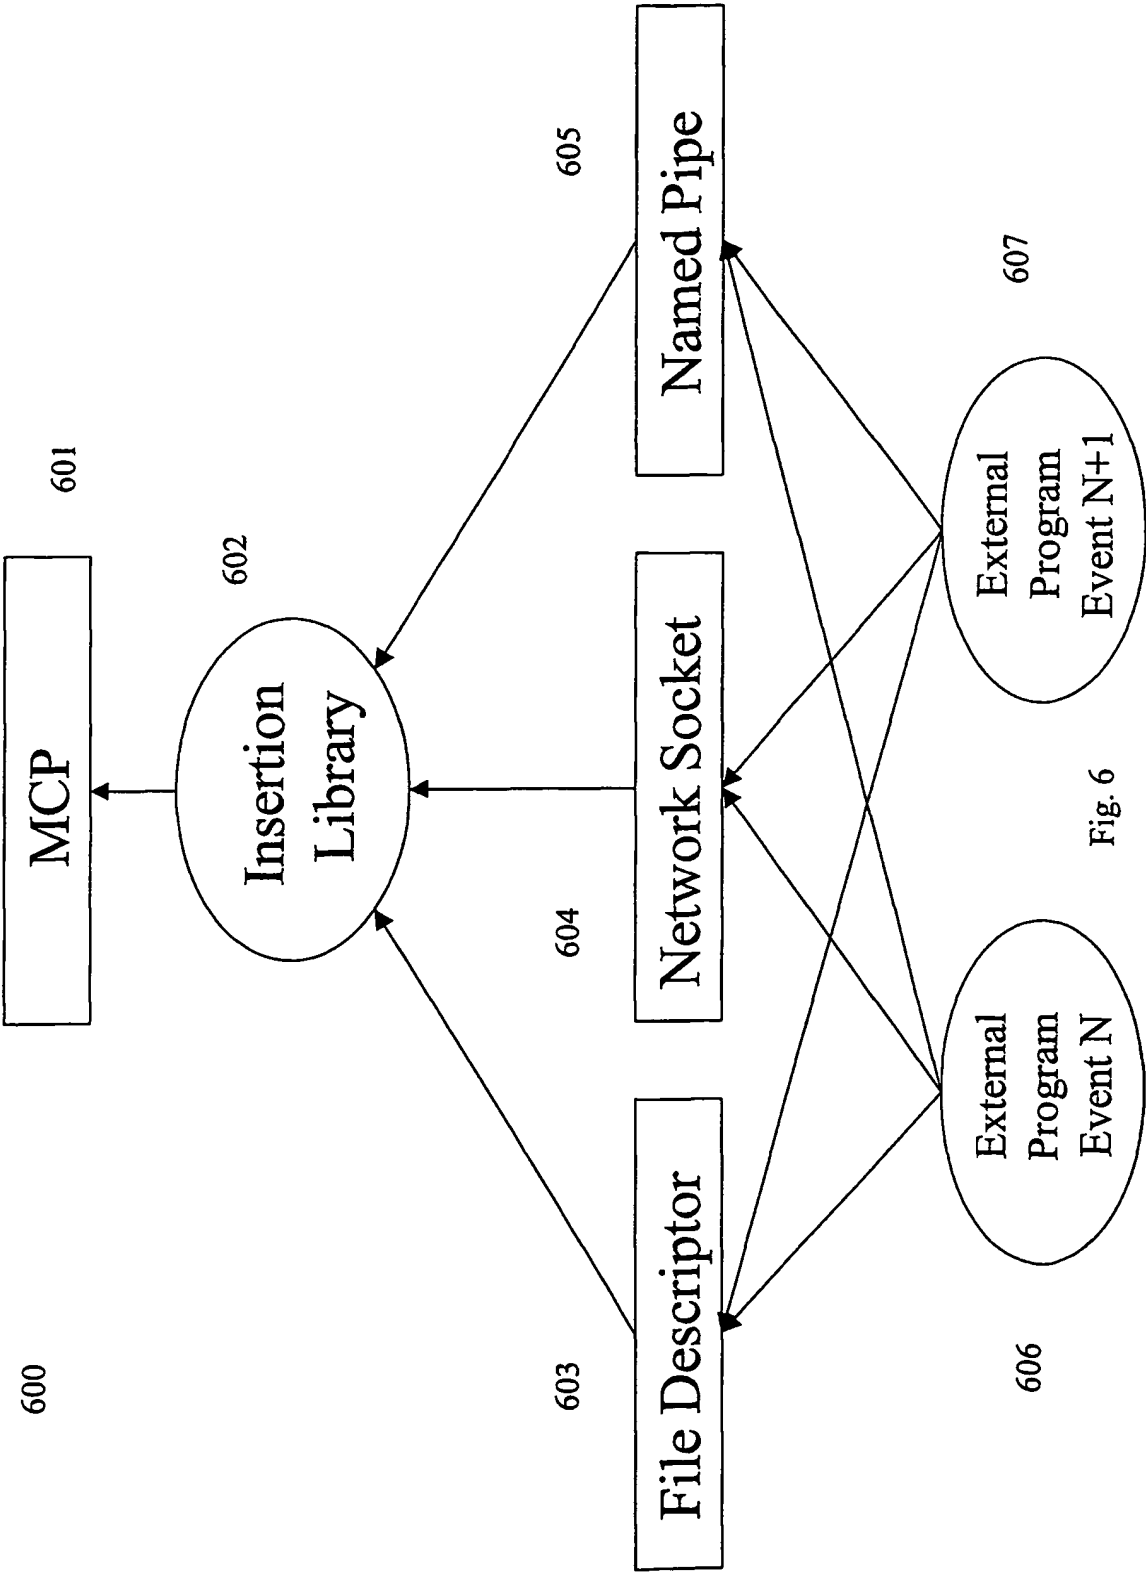 600
MCP
601
Insertion
Library
602
603
604
605
File Descriptor
Network Socket
Named Pipe
606
External
Program
Event N
External
Program
Event N+1
607
Fig. 6